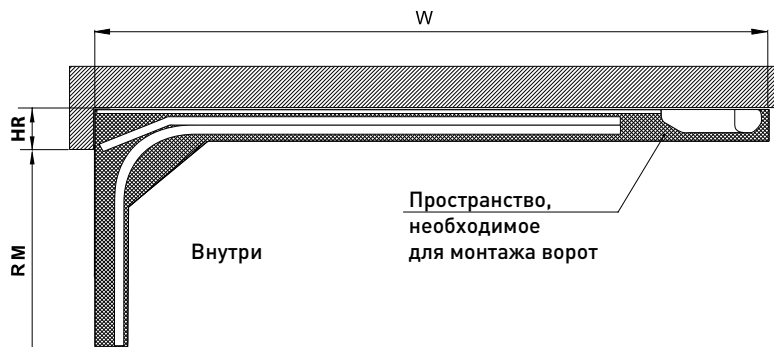 W
HR
RM
Пространство,
необходимое
для монтажа ворот
Внутри